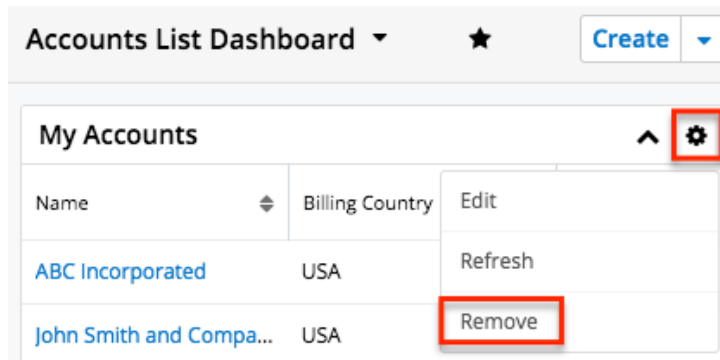 Accounts List Dashboard Create
My Accounts
Name Billing Country Edit
ABC Incorporated USA Refresh
John Smith and Compa... USA Remove